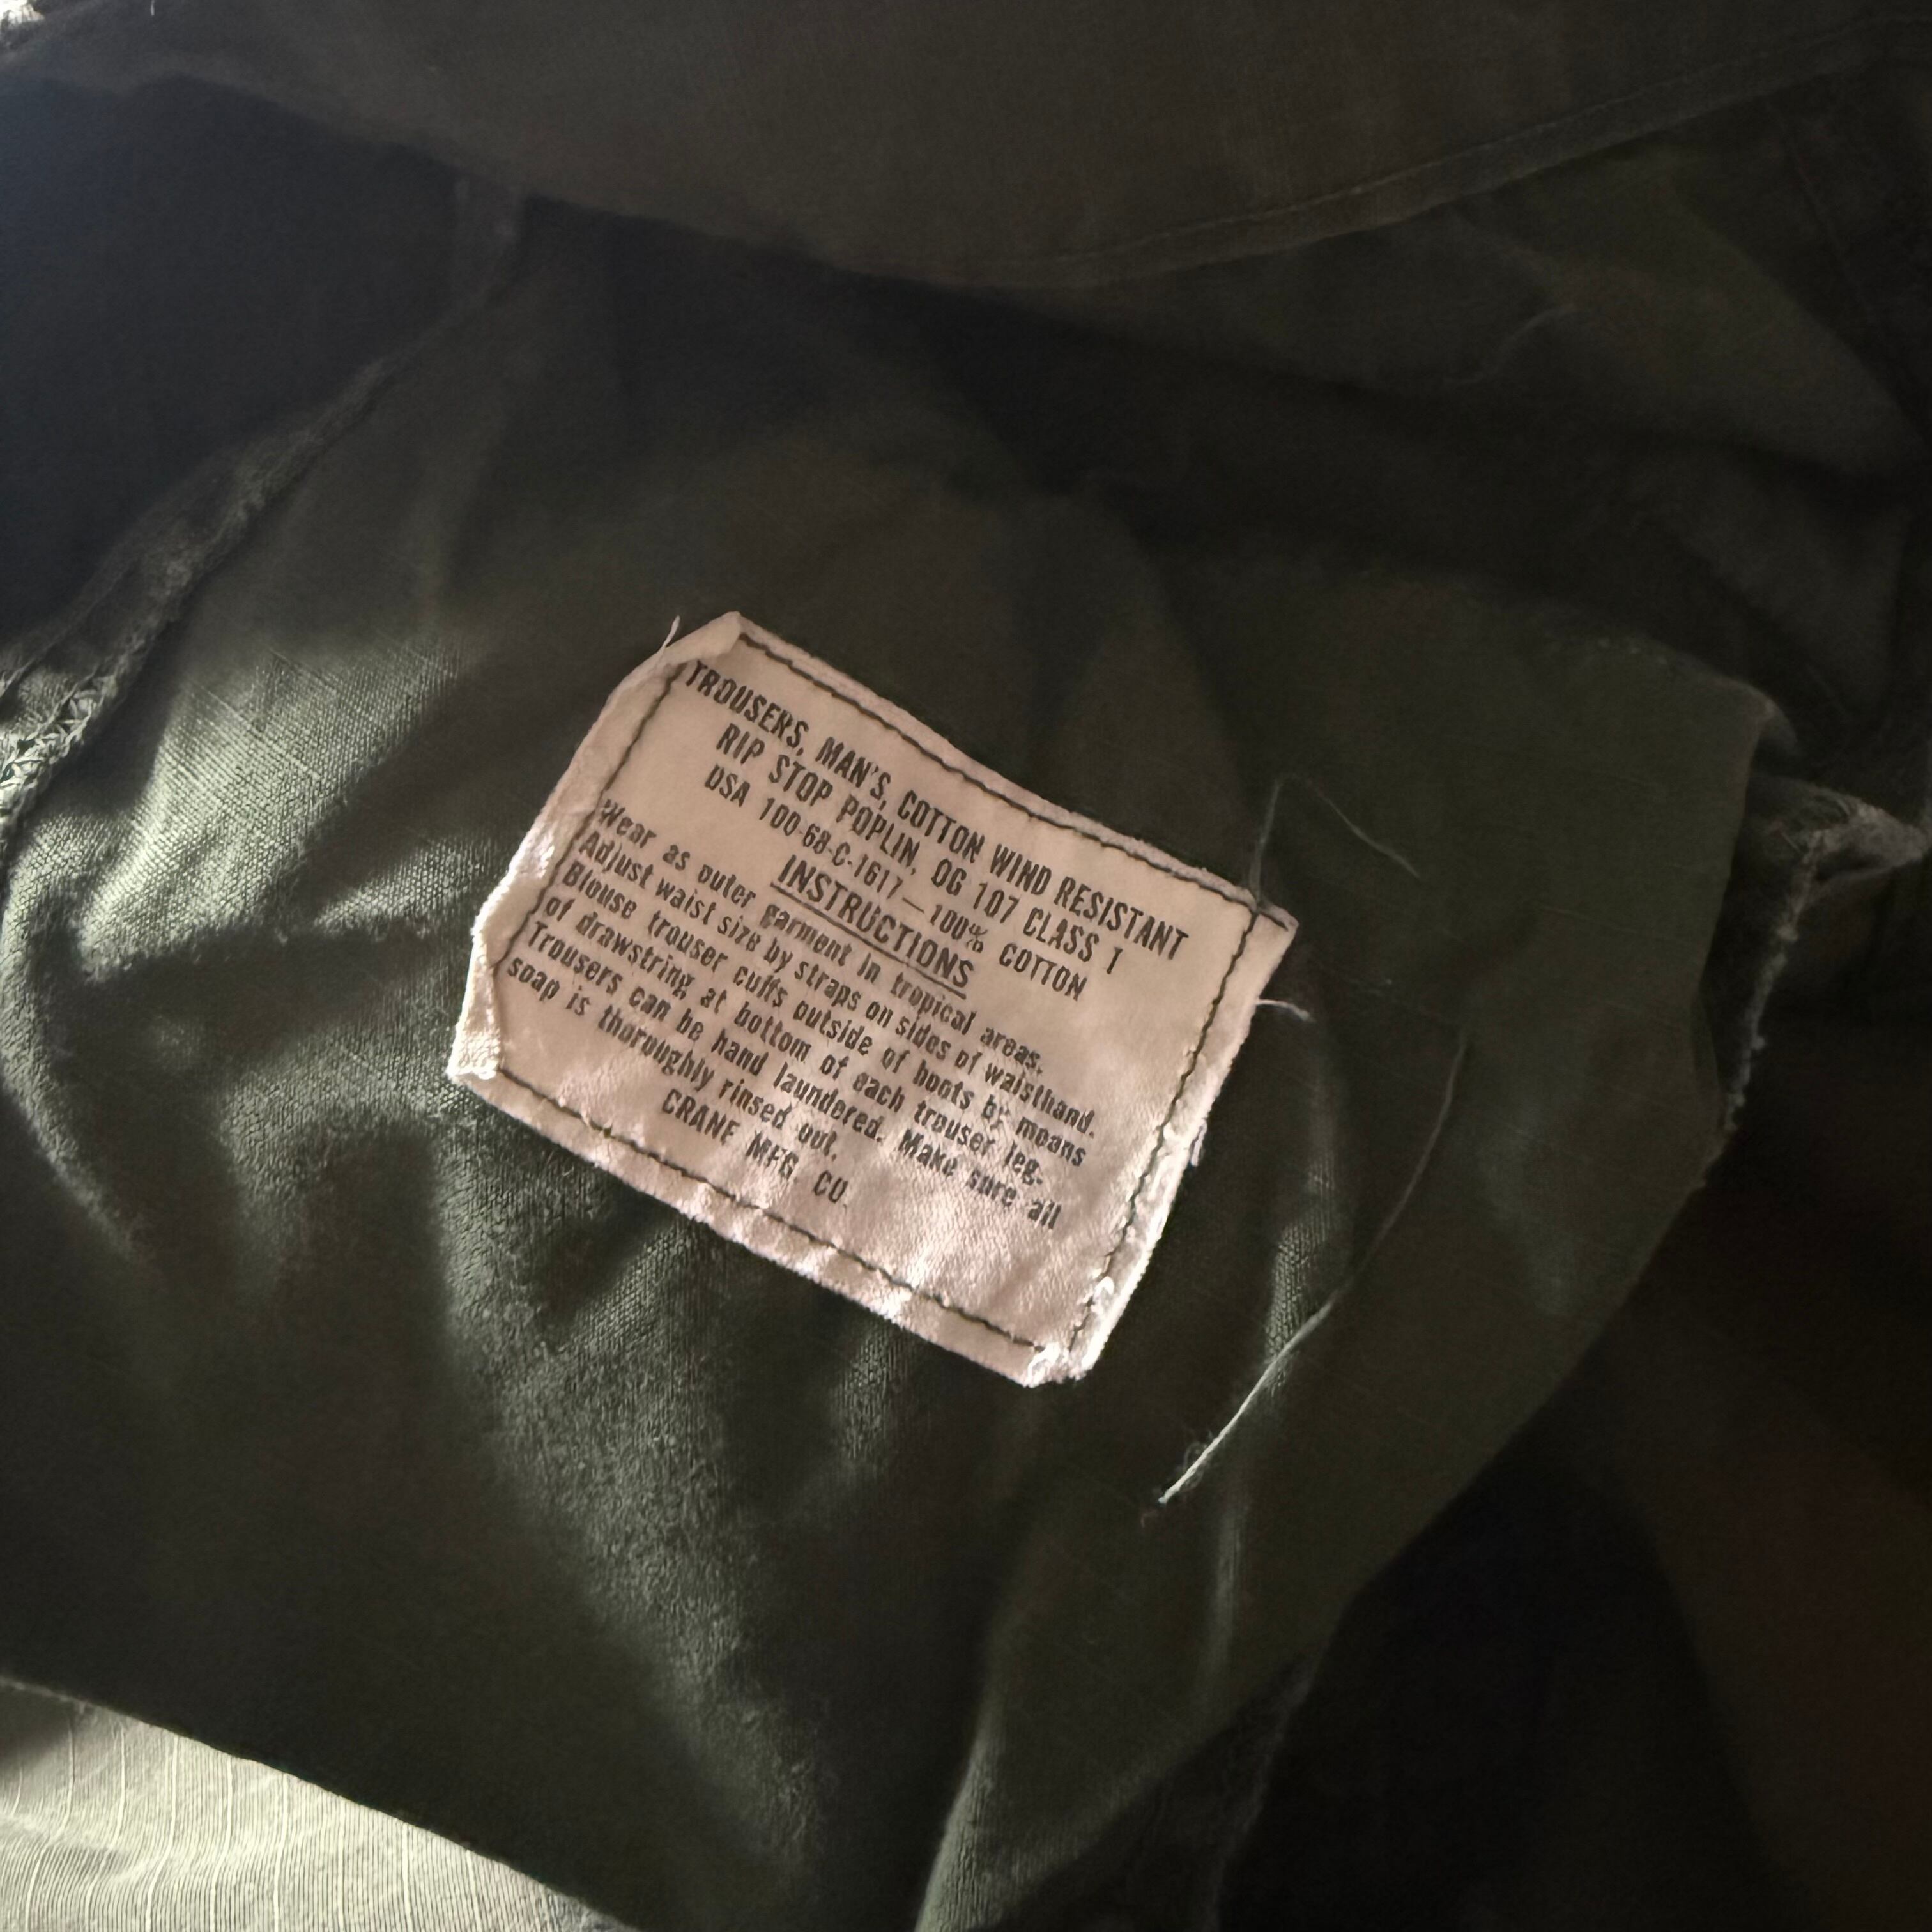 TROUSERS, MAN'S, COTTON WIND RESISTANT
RIP STOP POPLIN, OG 107 CLASS 1
DSA 100-68-C-1617—100% COTTON
INSTRUCTIONS
Wear as outer garment in tropical areas.
Adjust waist size by straps on sides of waistband.
Blouse trouser cuffs outside of boots by means
of drawstring at bottom of each trouser leg.
Trousers can be hand laundered. Make sure all
soap is thoroughly rinsed out.
CRANE MFG. CO.